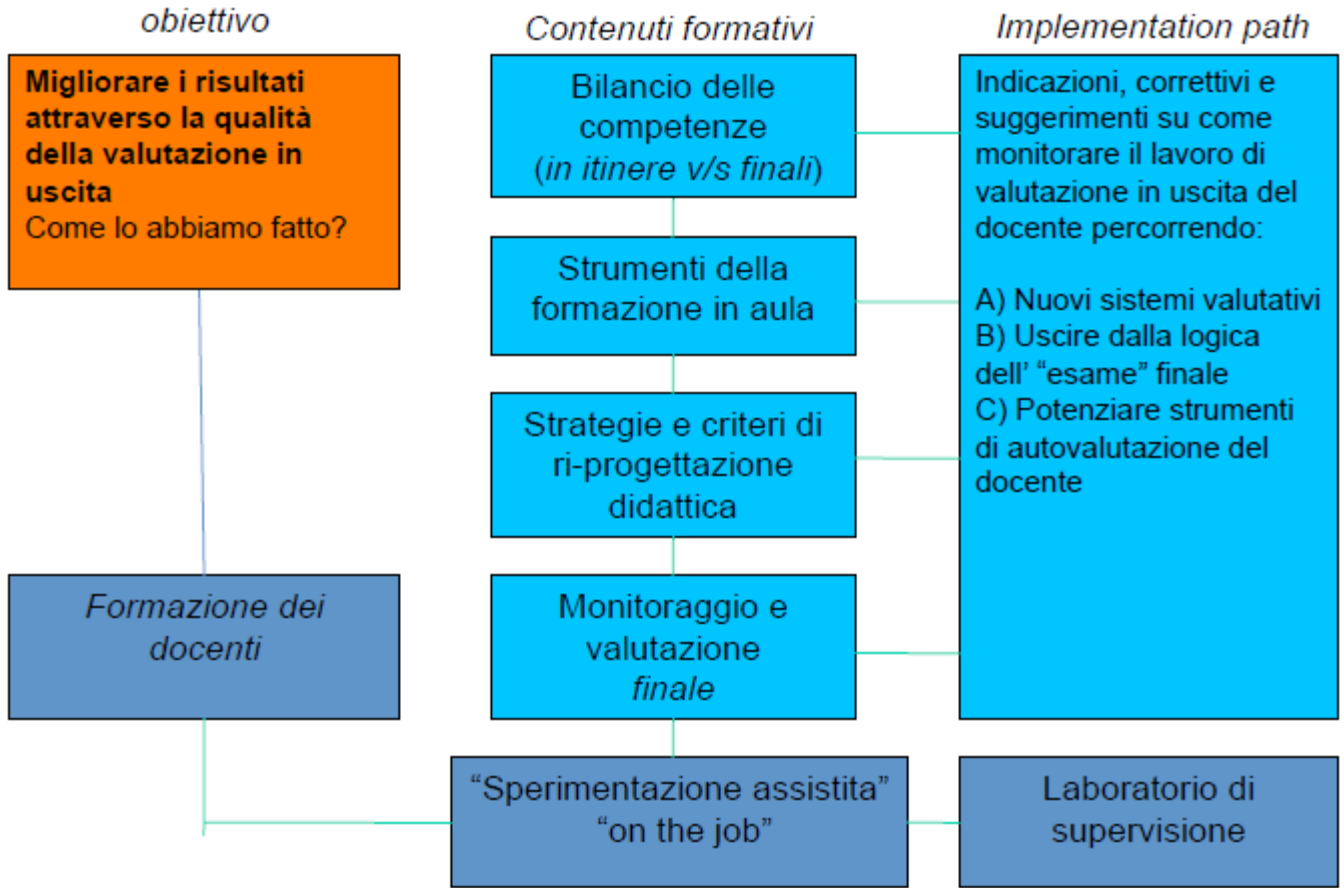 obiettivo
Migliorare i risultati
attraverso la qualità
della valutazione in
uscita
Come lo abbiamo fatto?
Formazione dei
docenti
Contenuti formativi
Bilancio delle
competenze
(in itinere v/s finali)
Strumenti della
formazione in aula
Strategie e criteri di
ri-progettazione
didattica
Monitoraggio e
valutazione
finale
“Sperimentazione assistita”
“on the job”
Implementation path
Indicazioni, correttivi e
suggerimenti su come
monitorare il lavoro di
valutazione in uscita del
docente percorrendo:
A) Nuovi sistemi valutativi
B) Uscire dalla logica
dell’ “esame” finale
C) Potenziare strumenti
di autovalutazione del
docente
Laboratorio di
supervisione